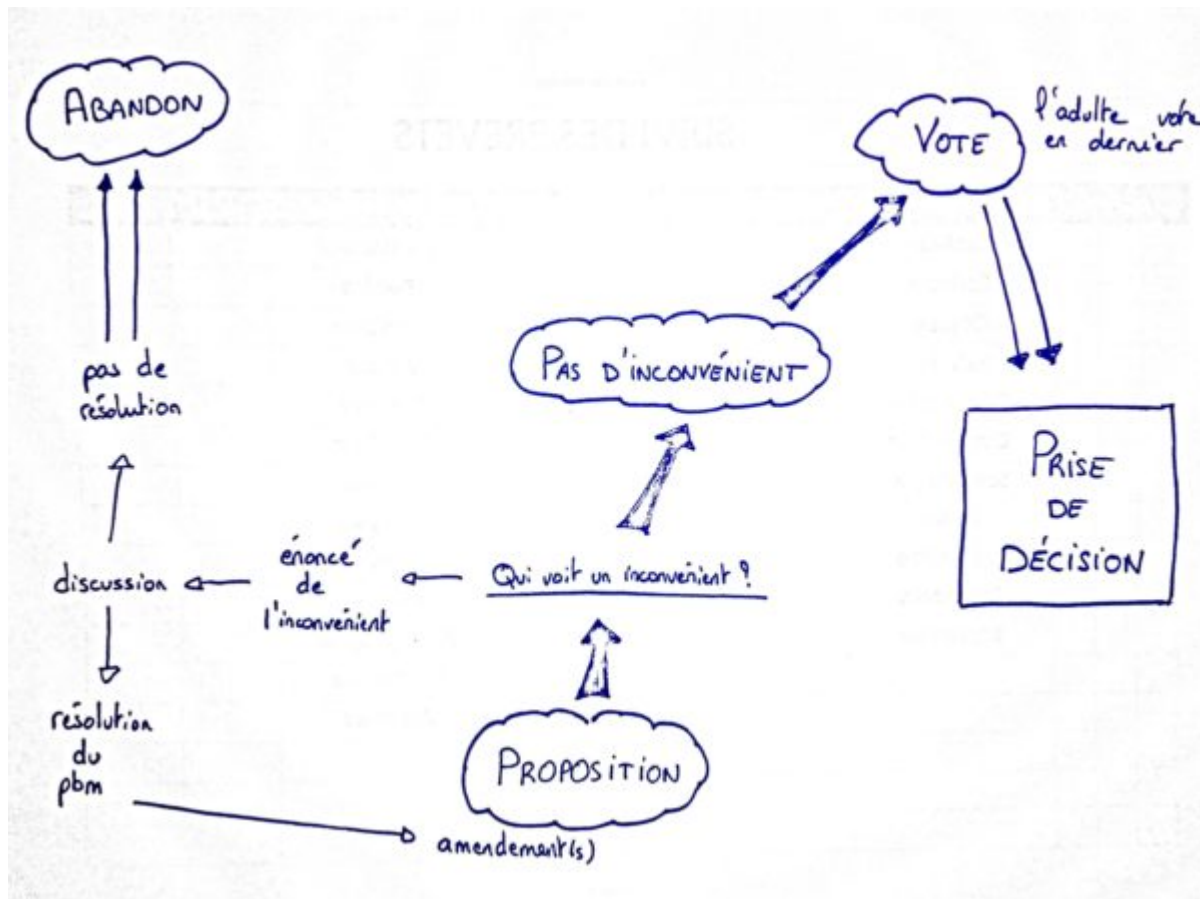 ABANDON
VOTE
l'adulte vote
en dernier
pas de
résolution
PAS D'INCONVÉNIENT
PRISE
DE
DÉCISION
discussion
énoncé
de
l'inconvénient
Qui voit un inconvénient ?
résolution
du
pbm
PROPOSITION
amendement(s)